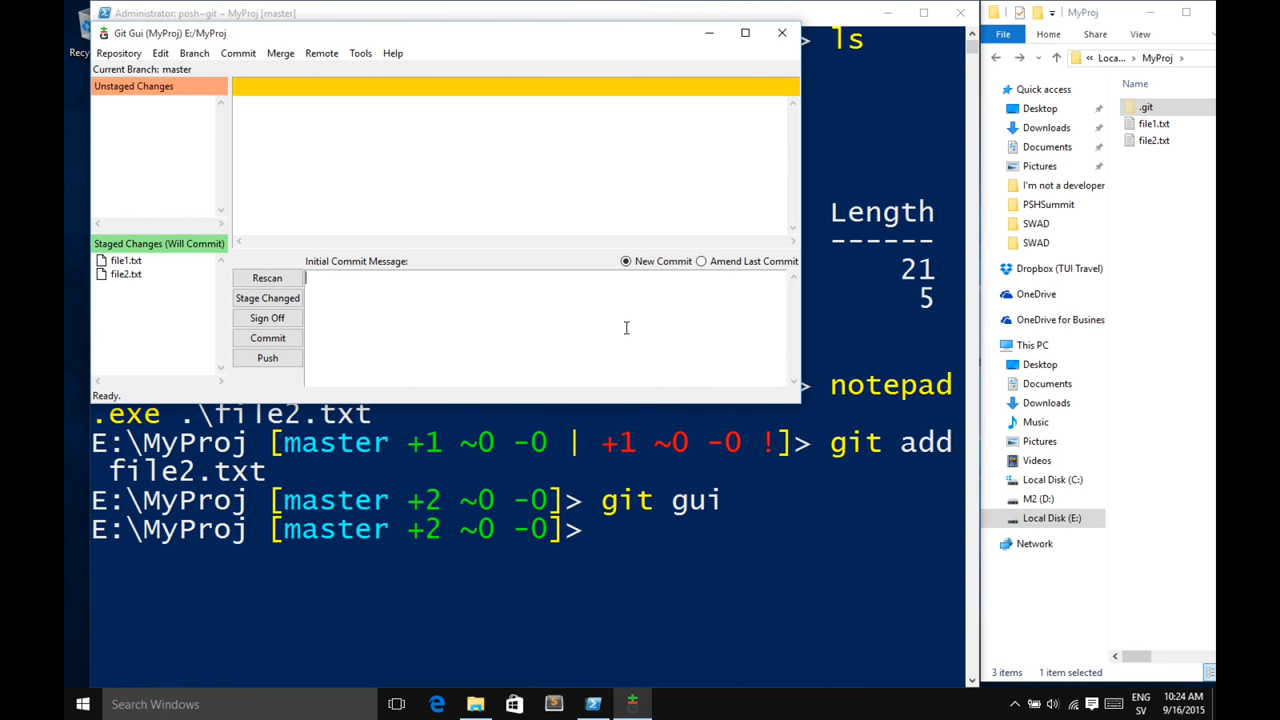 Administrator: posh~git ~ MyProj [master]
> ls
Length
------
21
5
> notepad
.exe .\file2.txt
E:\MyProj [master +1 ~0 -0 | +1 ~0 -0 !]> git add
file2.txt
E:\MyProj [master +2 ~0 -0]> git gui
E:\MyProj [master +2 ~0 -0]>
Git Gui (MyProj) E:/MyProj
Repository Edit Branch Commit Merge Remote Tools Help
Current Branch: master
Unstaged Changes
Staged Changes (Will Commit)
file1.txt
file2.txt
Initial Commit Message:
New Commit
Amend Last Commit
Rescan
Stage Changed
Sign Off
Commit
Push
Ready.
MyProj
File Home Share View
« Loca... > MyProj >
Name
.git
file1.txt
file2.txt
Quick access
Desktop
Downloads
Documents
Pictures
I'm not a developer
PSHSummit
SWAD
SWAD
Dropbox (TUI Travel)
OneDrive
OneDrive for Busines
This PC
Desktop
Documents
Downloads
Music
Pictures
Videos
Local Disk (C:)
M2 (D:)
Local Disk (E:)
Network
3 items 1 item selected
Search Windows
ENG
SV
10:24 AM
9/16/2015